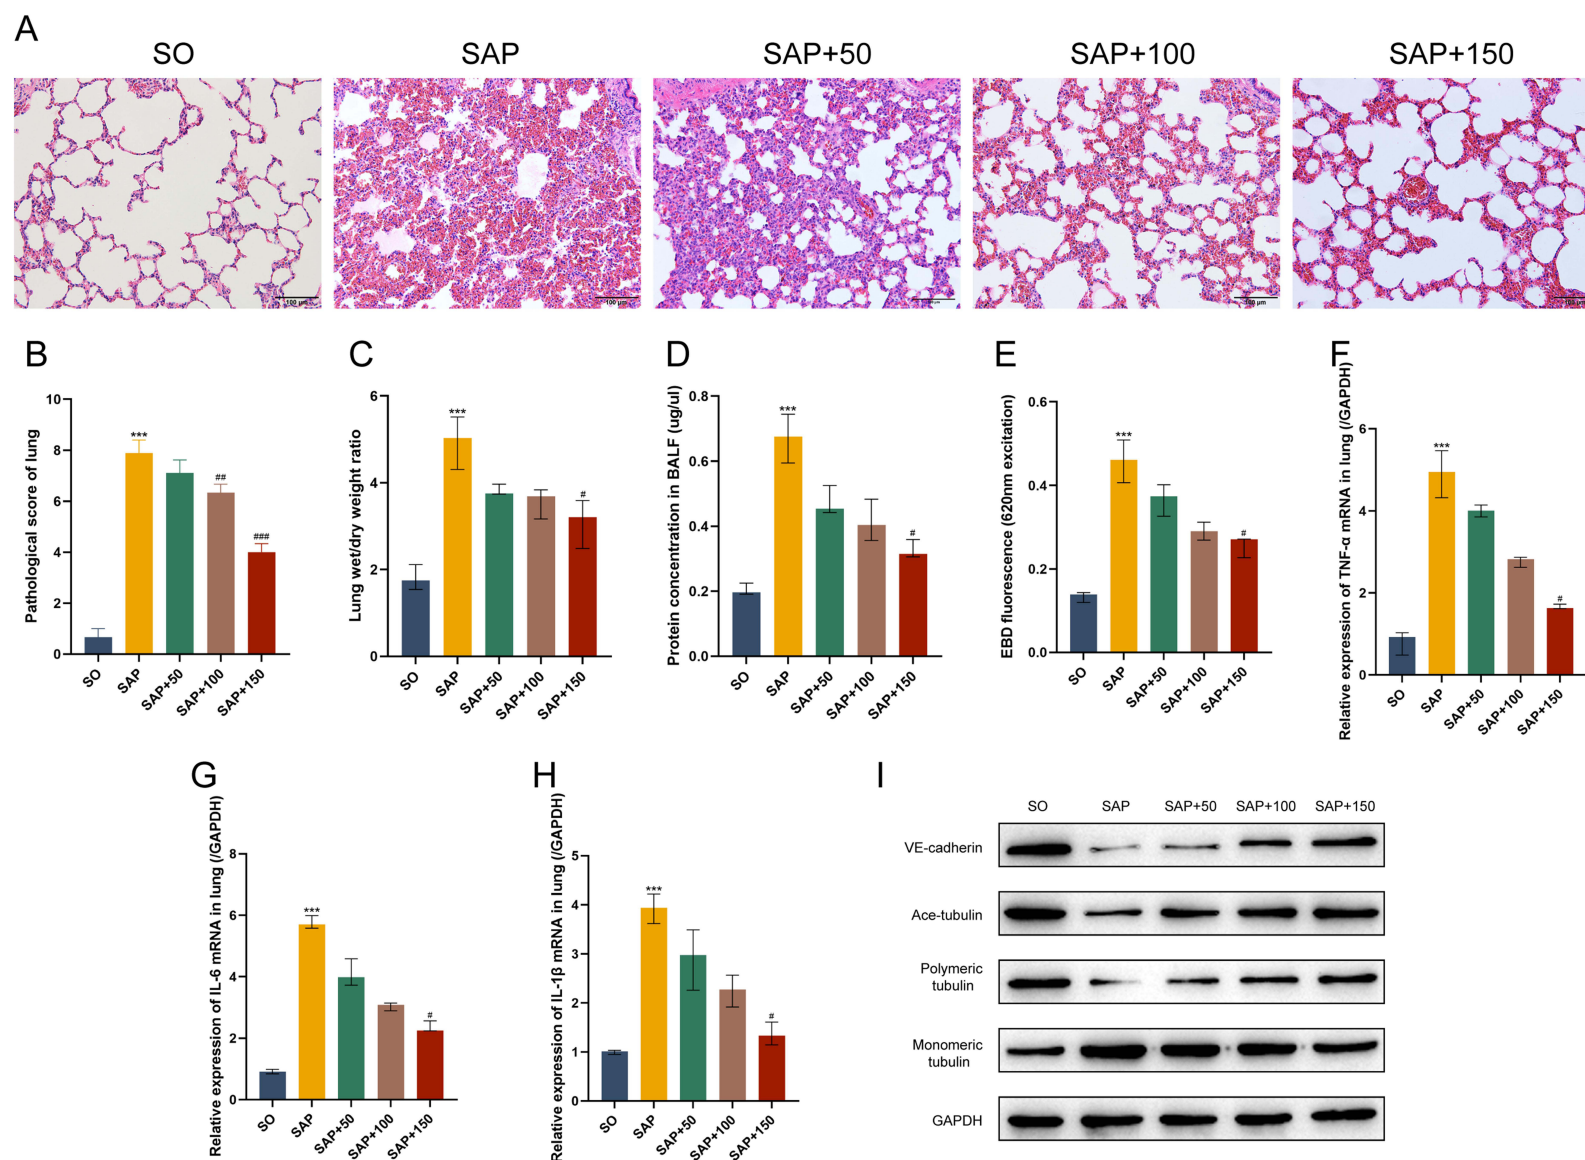 A
SO
SAP
SAP+50
SAP+100
SAP+150
100 μm
100 μm
100 μm
100 μm
B
Pathological score of lung
10
8
6
4
2
0
***
##
###
SO
SAP
SAP+50
SAP+100
SAP+150
C
Lung wet/dry weight ratio
6
4
2
0
***
#
SO
SAP
SAP+50
SAP+100
SAP+150
D
Protein concentration in BALF (ug/ul)
0.8
0.6
0.4
0.2
0.0
***
#
SO
SAP
SAP+50
SAP+100
SAP+150
E
EBD fluorescence (620nm excitation)
0.6
0.4
0.2
0.0
***
#
SO
SAP
SAP+50
SAP+100
SAP+150
F
Relative expression of TNF-α mRNA in lung (/GAPDH)
6
4
2
0
***
#
SO
SAP
SAP+50
SAP+100
SAP+150
G
Relative expression of IL-6 mRNA in lung (/GAPDH)
8
6
4
2
0
***
#
SO
SAP
SAP+50
SAP+100
SAP+150
H
Relative expression of IL-1β mRNA in lung (/GAPDH)
5
4
3
2
1
0
***
#
SO
SAP
SAP+50
SAP+100
SAP+150
I
SO SAP SAP+50 SAP+100 SAP+150
VE-cadherin
Ace-tubulin
Polymeric
tubulin
Monomeric
tubulin
GAPDH